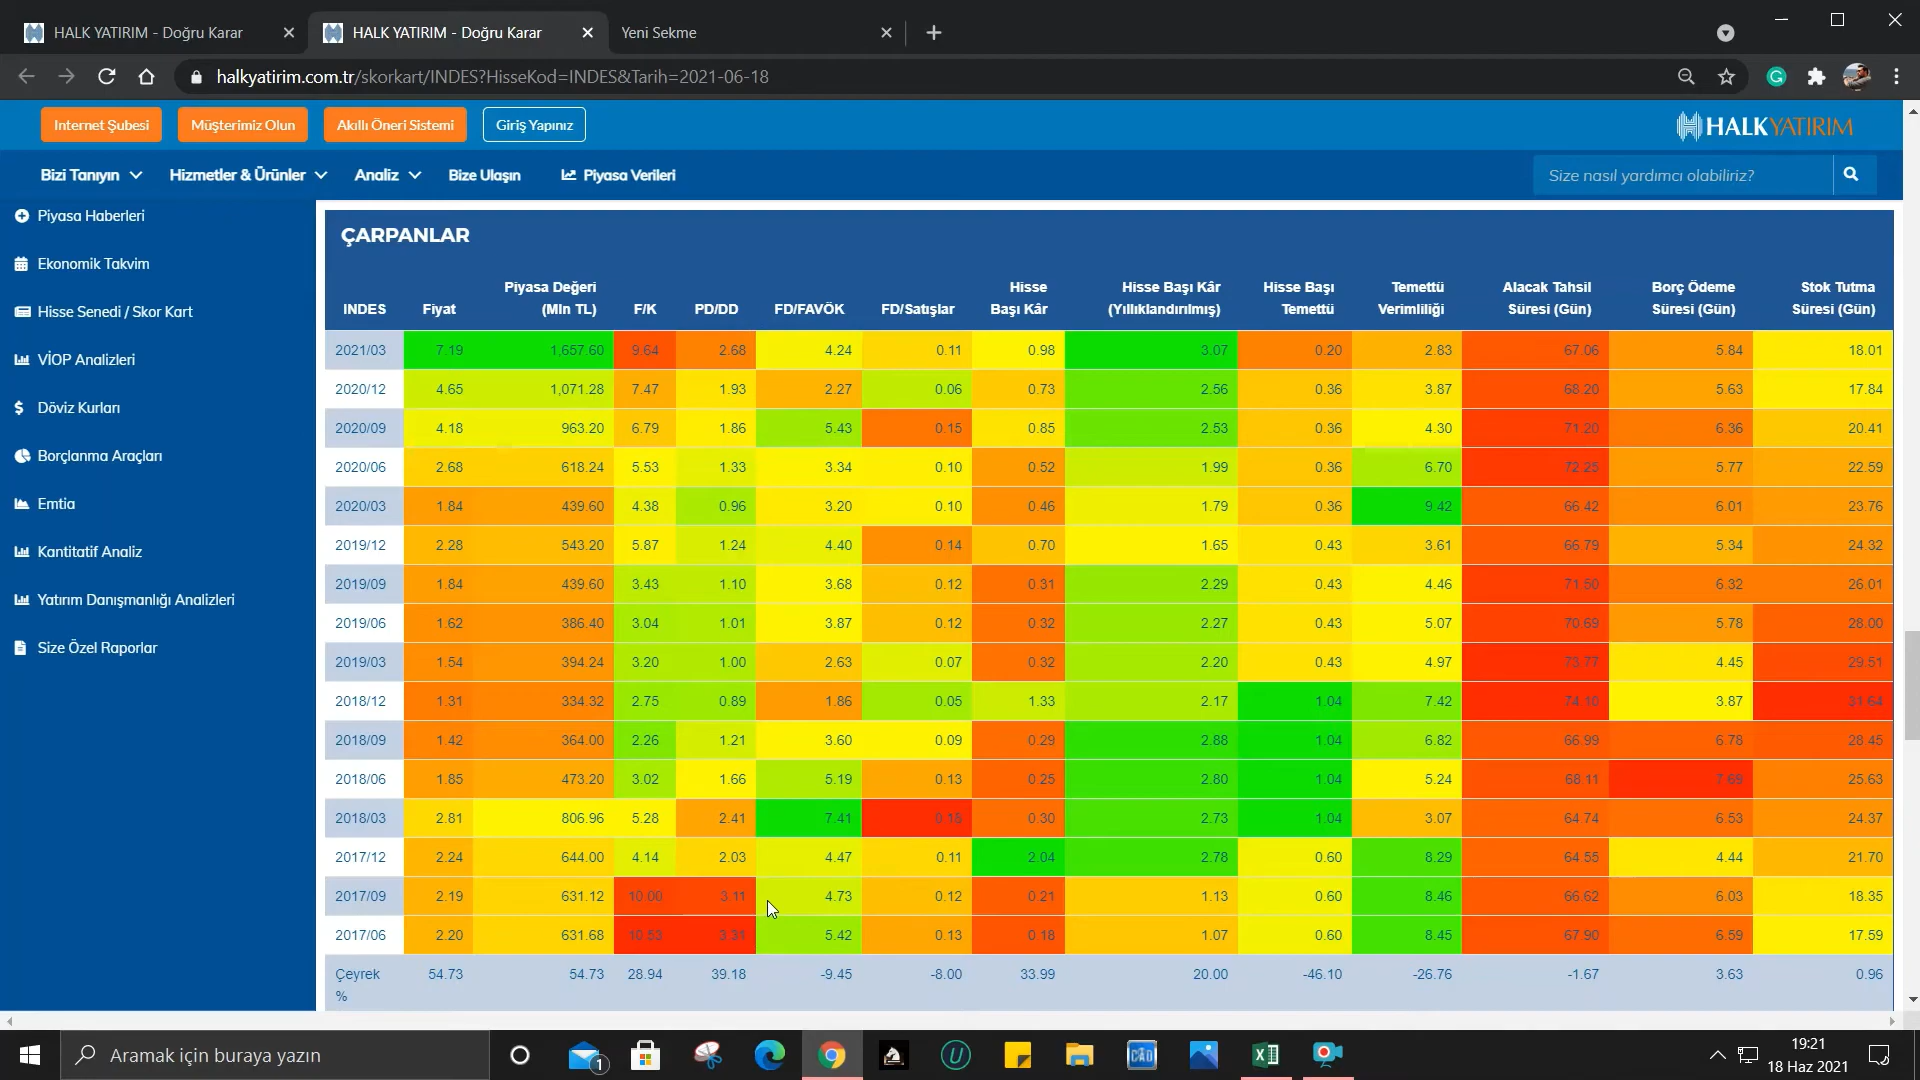 HALK YATIRIM - Doğru Karar
HALK YATIRIM - Doğru Karar
Yeni Sekme
halkyatirim.com.tr/skorkart/INDES?HisseKod=INDES&Tarih=2021-06-18
Internet Şubesi
Müşterimiz Olun
Akıllı Öneri Sistemi
Giriş Yapınız
HALKYATIRIM
Bizi Tanıyın
Hizmetler & Ürünler
Analiz
Bize Ulaşın
Piyasa Verileri
Size nasıl yardımcı olabiliriz?
Piyasa Haberleri
Ekonomik Takvim
Hisse Senedi / Skor Kart
VİOP Analizleri
Döviz Kurları
Borçlanma Araçları
Emtia
Kantitatif Analiz
Yatırım Danışmanlığı Analizleri
Size Özel Raporlar
ÇARPANLAR
Piyasa Değeri Hisse Hisse Başı Kâr Hisse Başı Temettü Alacak Tahsil Borç Ödeme Stok Tutma
INDES Fiyat (Mln TL) F/K PD/DD FD/FAVÖK FD/Satışlar Başı Kâr (Yıllıklandırılmış) Temettü Verimliliği Süresi (Gün) Süresi (Gün) Süresi (Gün)
2021/03 7.19 1,657.60 9.64 2.68 4.24 0.11 0.98 3.07 0.20 2.83 67.06 5.84 18.01
2020/12 4.65 1,071.28 7.47 1.93 2.27 0.06 0.73 2.56 0.36 3.87 68.20 5.63 17.84
2020/09 4.18 963.20 6.79 1.86 5.43 0.15 0.85 2.53 0.36 4.30 71.20 6.36 20.41
2020/06 2.68 618.24 5.53 1.33 3.34 0.10 0.52 1.99 0.36 6.70 72.25 5.77 22.59
2020/03 1.84 439.60 4.38 0.96 3.20 0.10 0.46 1.79 0.36 9.42 66.42 6.01 23.76
2019/12 2.28 543.20 5.87 1.24 4.40 0.14 0.70 1.65 0.43 3.61 66.79 5.34 24.32
2019/09 1.84 439.60 3.43 1.10 3.68 0.12 0.31 2.29 0.43 4.46 71.50 6.32 26.01
2019/06 1.62 386.40 3.04 1.01 3.87 0.12 0.32 2.27 0.43 5.07 70.69 5.78 28.00
2019/03 1.54 394.24 3.20 1.00 2.63 0.07 0.32 2.20 0.43 4.97 73.77 4.45 29.51
2018/12 1.31 334.32 2.75 0.89 1.86 0.05 1.33 2.17 1.04 7.42 74.10 3.87 31.64
2018/09 1.42 364.00 2.26 1.21 3.60 0.09 0.29 2.88 1.04 6.82 66.99 6.78 28.45
2018/06 1.85 473.20 3.02 1.66 5.19 0.13 0.25 2.80 1.04 5.24 68.11 7.69 25.63
2018/03 2.81 806.96 5.28 2.41 7.41 0.30 2.73 1.04 3.07 64.74 6.53 24.37
2017/12 2.24 644.00 4.14 2.03 4.47 0.11 2.04 2.78 0.60 8.29 64.55 4.44 21.70
2017/09 2.19 631.12 10.00 3.11 4.73 0.12 0.21 1.13 0.60 8.46 66.62 6.03 18.35
2017/06 2.20 631.68 10.53 3.31 5.42 0.13 0.18 1.07 0.60 8.45 67.90 6.59 17.59
Çeyrek 54.73 54.73 28.94 39.18 -9.45 -8.00 33.99 20.00 -46.10 -26.76 -1.67 3.63 0.96
%
Aramak için buraya yazın
1
CAD
19:21
18 Haz 2021